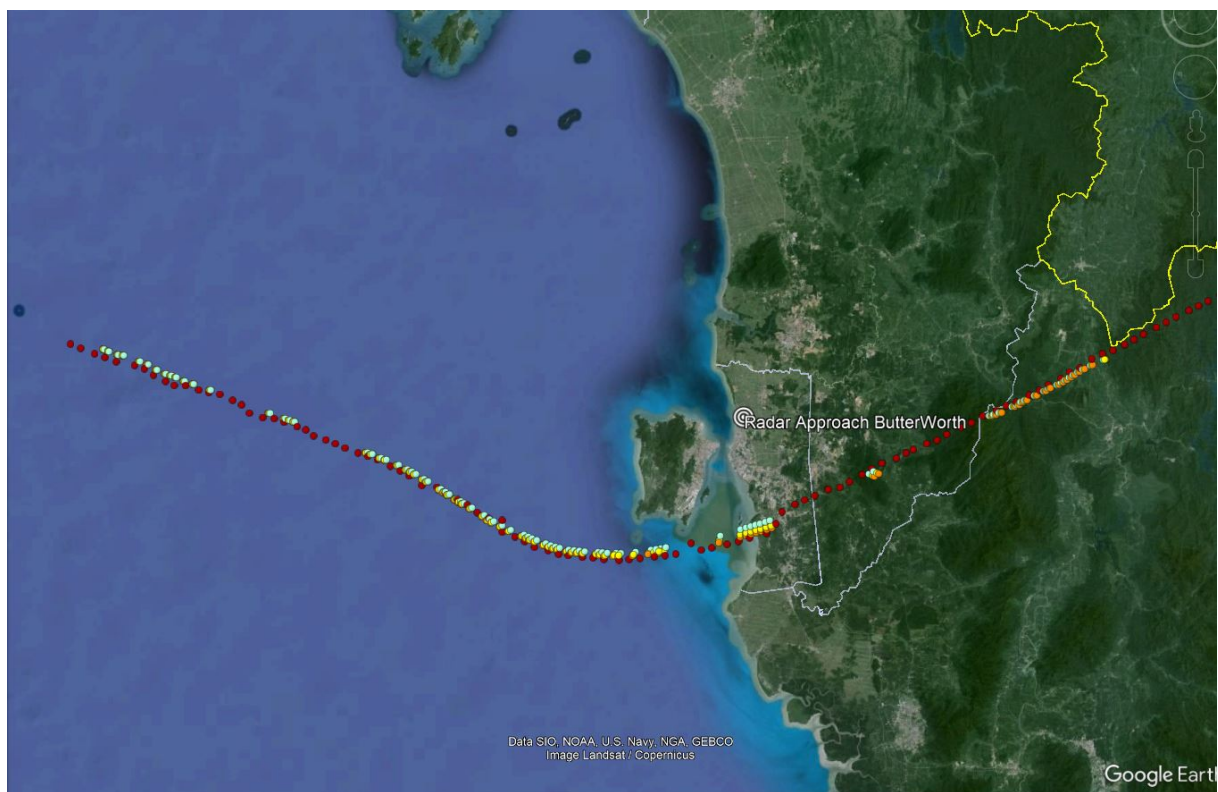 Radar Approach ButterWorth
Data SIO, NOAA, U.S. Navy, NGA, GEBCO
Image Landsat / Copernicus
Google Earth